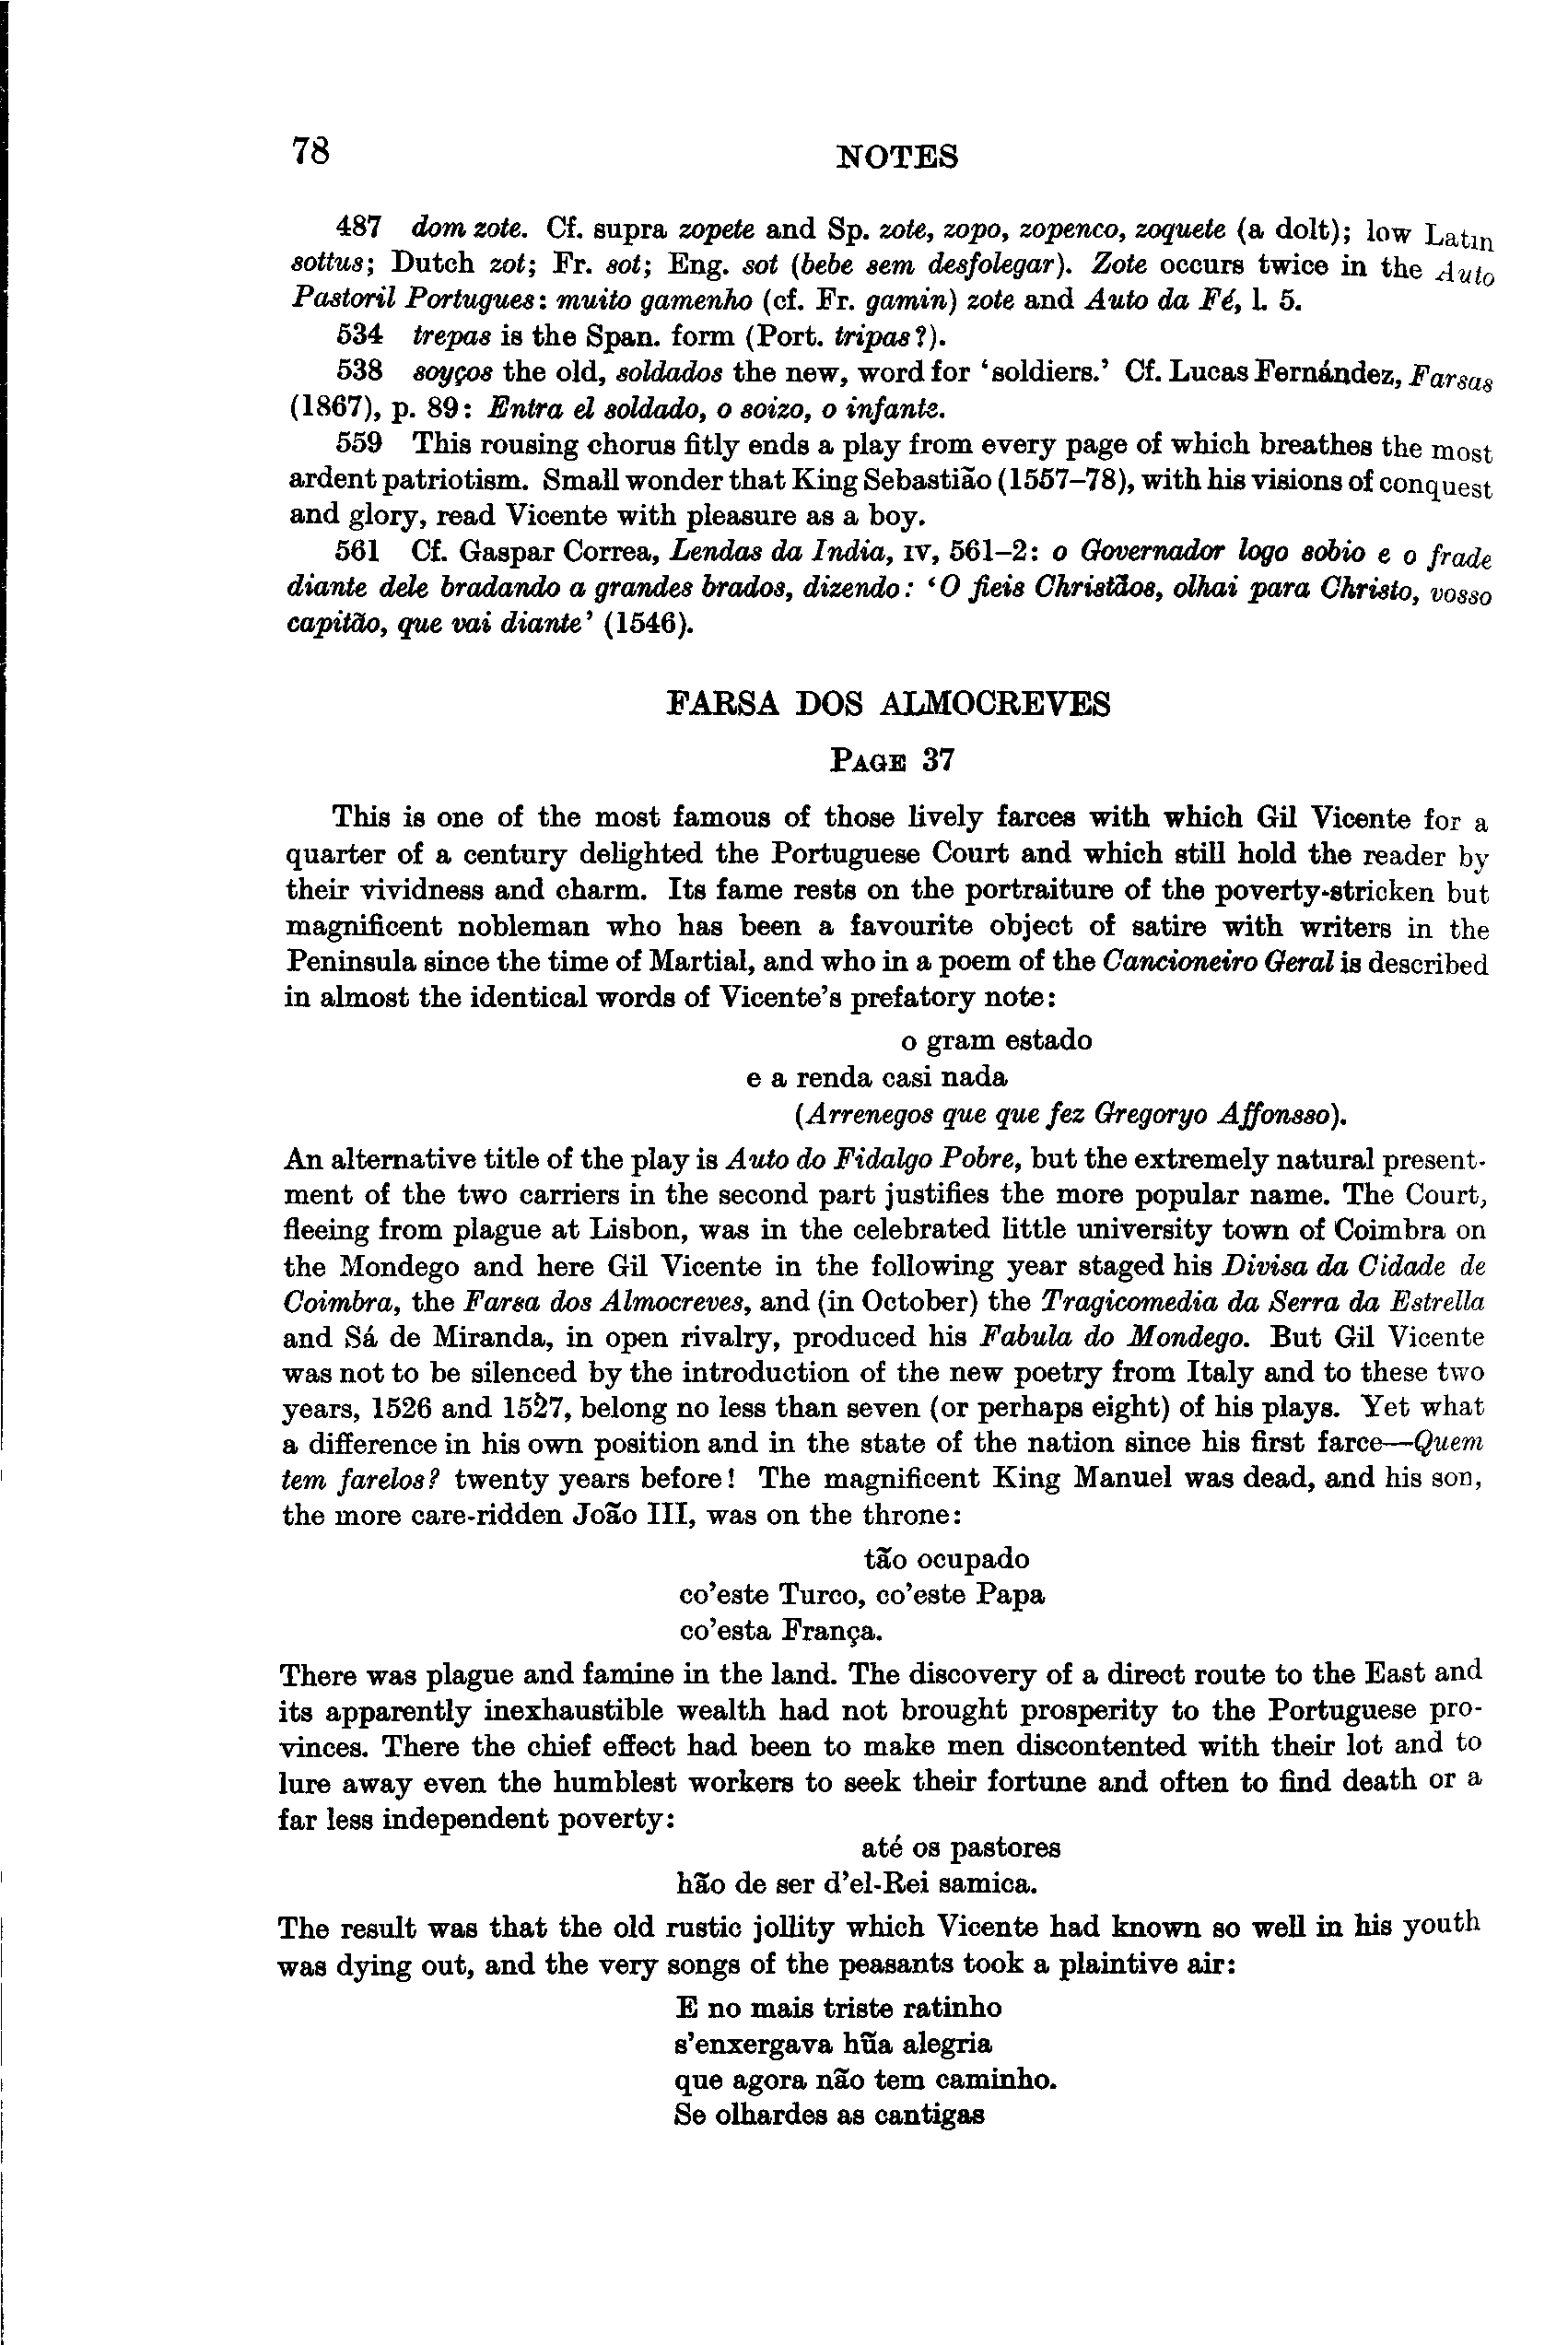 78 NOTES
487 dom zote. Cf. supra zopete and Sp. zote, zopo, zopenco, zoquete (a dolt); low Latin
sottus; Dutch zot; Fr. sot; Eng. sot (bebe sem desfolegar). Zote occurs twice in the Auto
Pastoril Portugues: muito gamenho (cf. Fr. gamin) zote and Auto da Fé, l. 5.
534 trepas is the Span. form (Port. tripas?).
538 soyços the old, soldados the new, word for ‘soldiers.’ Cf. Lucas Fernández, Farsas
(1867), p. 89: Entra el soldado, o soizo, o infante.
559 This rousing chorus fitly ends a play from every page of which breathes the most
ardent patriotism. Small wonder that King Sebastião (1557–78), with his visions of conquest
and glory, read Vicente with pleasure as a boy.
561 Cf. Gaspar Correa, Lendas da India, IV, 561–2: o Governador logo sobio e o frade
diante dele bradando a grandes brados, dizendo: ‘O fieis Christãos, olhai para Christo, vosso
capitão, que vai diante’ (1546).
FARSA DOS ALMOCREVES
PAGE 37
This is one of the most famous of those lively farces with which Gil Vicente for a
quarter of a century delighted the Portuguese Court and which still hold the reader by
their vividness and charm. Its fame rests on the portraiture of the poverty-stricken but
magnificent nobleman who has been a favourite object of satire with writers in the
Peninsula since the time of Martial, and who in a poem of the Cancioneiro Geral is described
in almost the identical words of Vicente’s prefatory note:
o gram estado
e a renda casi nada
(Arrenegos que que fez Gregoryo Affonsso).
An alternative title of the play is Auto do Fidalgo Pobre, but the extremely natural present-
ment of the two carriers in the second part justifies the more popular name. The Court,
fleeing from plague at Lisbon, was in the celebrated little university town of Coimbra on
the Mondego and here Gil Vicente in the following year staged his Divisa da Cidade de
Coimbra, the Farsa dos Almocreves, and (in October) the Tragicomedia da Serra da Estrella
and Sá de Miranda, in open rivalry, produced his Fabula do Mondego. But Gil Vicente
was not to be silenced by the introduction of the new poetry from Italy and to these two
years, 1526 and 1527, belong no less than seven (or perhaps eight) of his plays. Yet what
a difference in his own position and in the state of the nation since his first farce—Quem
tem farelos? twenty years before! The magnificent King Manuel was dead, and his son,
the more care-ridden João III, was on the throne:
tão ocupado
co’este Turco, co’este Papa
co’esta França.
There was plague and famine in the land. The discovery of a direct route to the East and
its apparently inexhaustible wealth had not brought prosperity to the Portuguese pro-
vinces. There the chief effect had been to make men discontented with their lot and to
lure away even the humblest workers to seek their fortune and often to find death or a
far less independent poverty:
até os pastores
hão de ser d’el-Rei samica.
The result was that the old rustic jollity which Vicente had known so well in his youth
was dying out, and the very songs of the peasants took a plaintive air:
E no mais triste ratinho
s’enxergava hũa alegria
que agora não tem caminho.
Se olhardes as cantigas